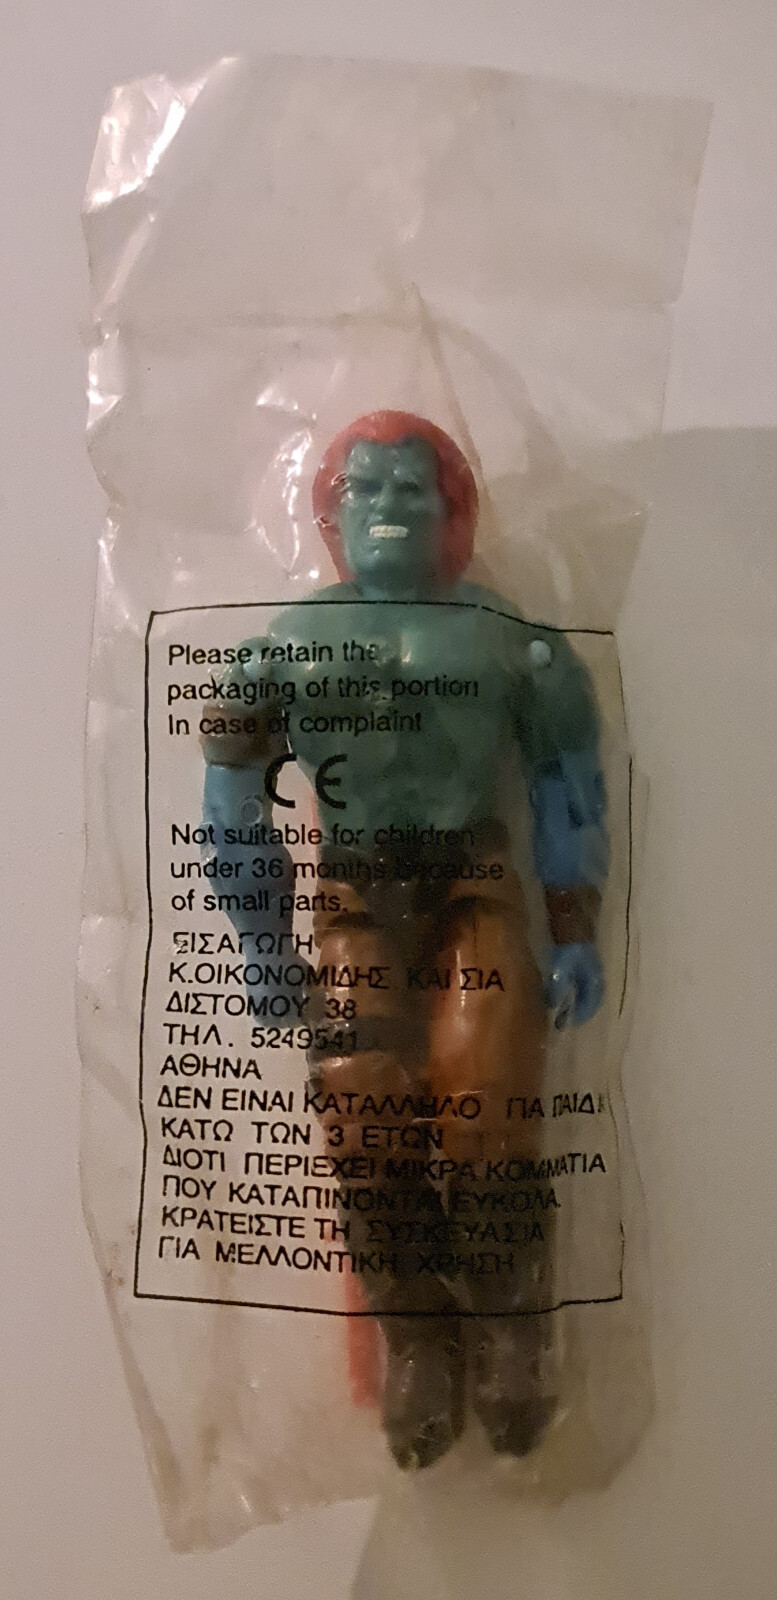 Please retain the
packaging of this portion
In case of complaint
CE
Not suitable for children
under 36 months because
of small parts.
ΕΙΣΑΓΩΓΗ
Κ.ΟΙΚΟΝΟΜΙΔΗΣ ΚΑΙ ΣΙΑ
ΔΙΣΤΟΜΟΥ 38
ΤΗΛ. 5249541
ΑΘΗΝΑ
ΔΕΝ ΕΙΝΑΙ ΚΑΤΑΛΛΗΛΟ ΓΙΑ ΠΑΙΔΙ
ΚΑΤΩ ΤΩΝ 3 ΕΤΩΝ
ΔΙΟΤΙ ΠΕΡΙΕΧΕΙ ΜΙΚΡΑ ΚΟΜΜΑΤΙΑ
ΠΟΥ ΚΑΤΑΠΙΝΟΝΤΑΙ ΕΥΚΟΛΑ
ΚΡΑΤΕΙΣΤΕ ΤΗ ΣΥΣΚΕΥΑΣΙΑ
ΓΙΑ ΜΕΛΛΟΝΤΙΚΗ ΧΡΗΣΗ